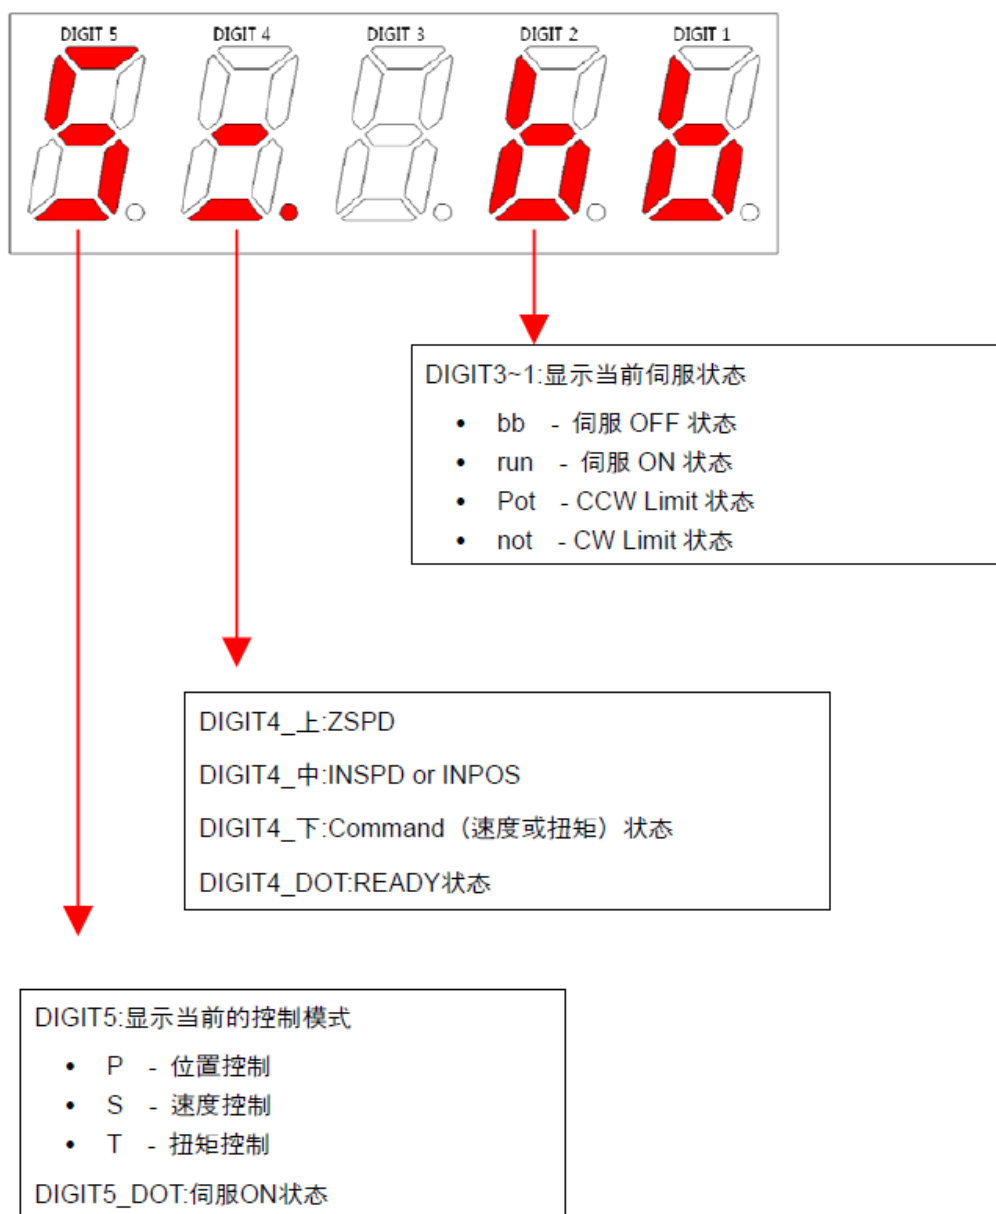 DIGIT 5 DIGIT 4 DIGIT 3 DIGIT 2 DIGIT 1
S =. bb
DIGIT3~1:显示当前伺服状态
• bb - 伺服 OFF 状态
• run - 伺服 ON 状态
• Pot - CCW Limit 状态
• not - CW Limit 状态
DIGIT4_上:ZSPD
DIGIT4_中:INSPD or INPOS
DIGIT4_下:Command（速度或扭矩）状态
DIGIT4_DOT:READY状态
DIGIT5:显示当前的控制模式
• P - 位置控制
• S - 速度控制
• T - 扭矩控制
DIGIT5_DOT:伺服ON状态